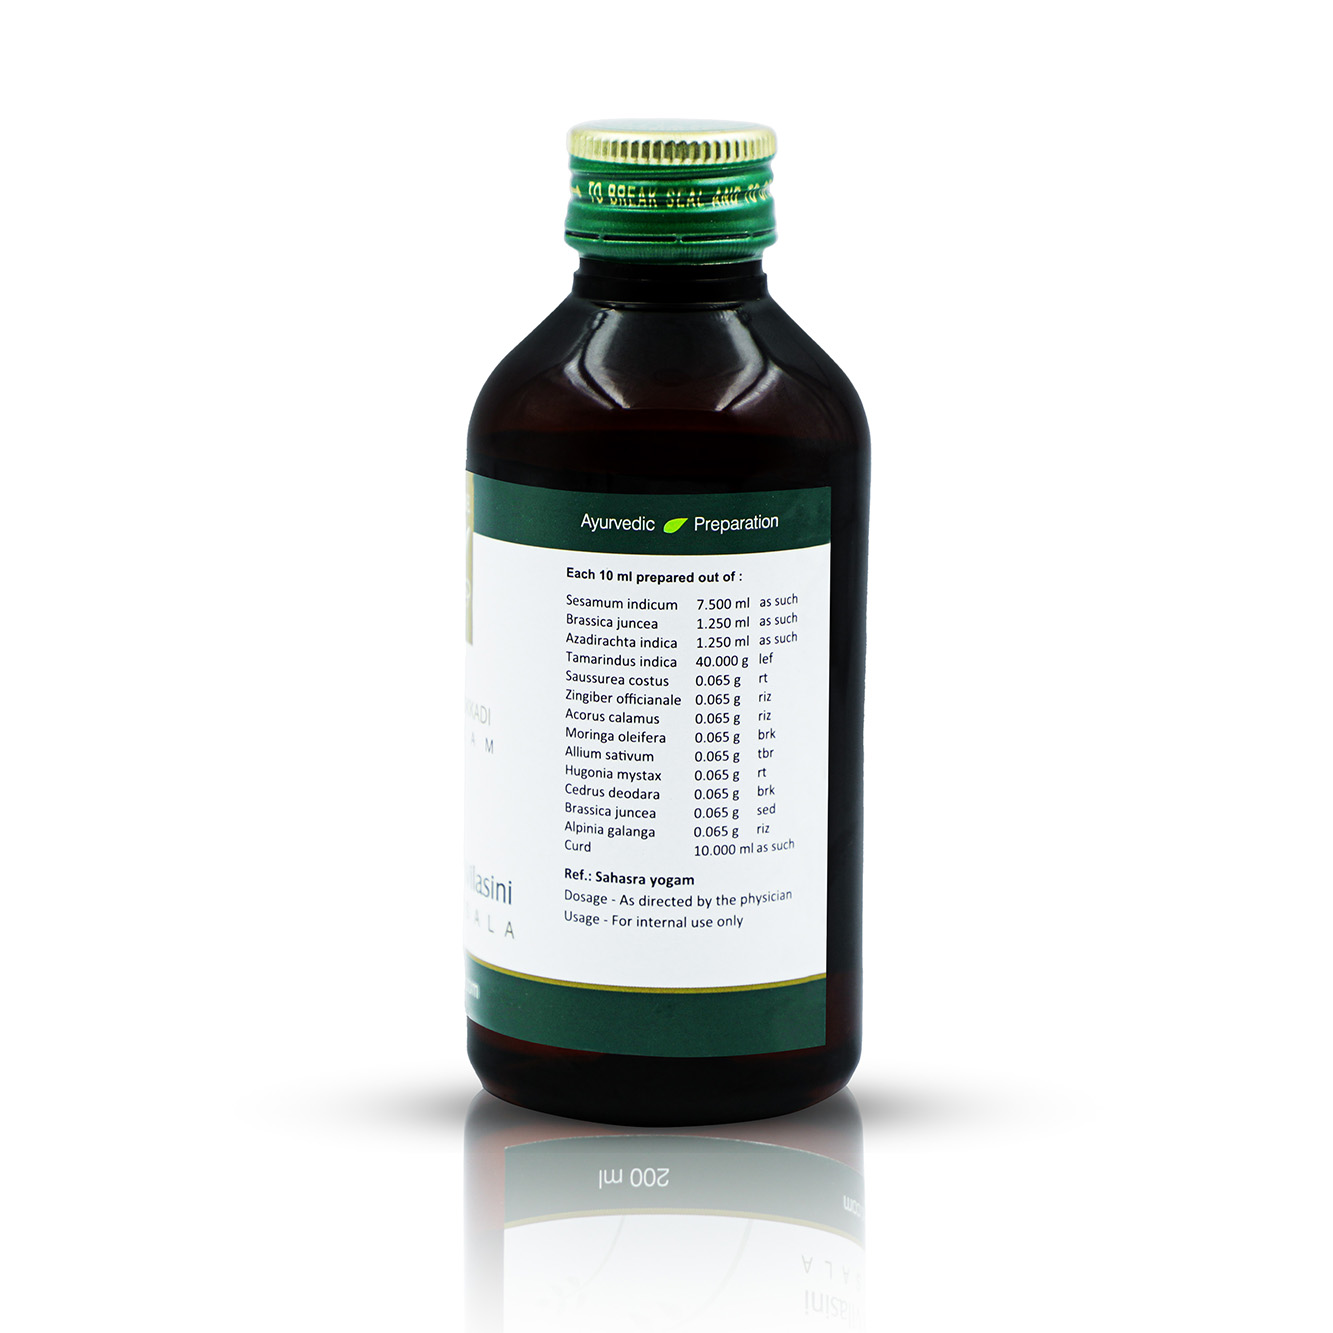 TO BREAK SEAL AND TO
Ayurvedic Preparation
Each 10 ml prepared out of :
Sesamum indicum 7.500 ml as such
Brassica juncea 1.250 ml as such
Azadirachta indica 1.250 ml as such
Tamarindus indica 40.000 g lef
Saussurea costus 0.065 g rt
Zingiber officianale 0.065 g riz
Acorus calamus 0.065 g riz
Moringa oleifera 0.065 g brk
Allium sativum 0.065 g tbr
Hugonia mystax 0.065 g rt
Cedrus deodara 0.065 g brk
Brassica juncea 0.065 g sed
Alpinia galanga 0.065 g riz
Curd 10.000 ml as such
Ref.: Sahasra yogam
Dosage - As directed by the physician
Usage - For internal use only
KADI
A M
ilasini
A L A
.com
200 ml